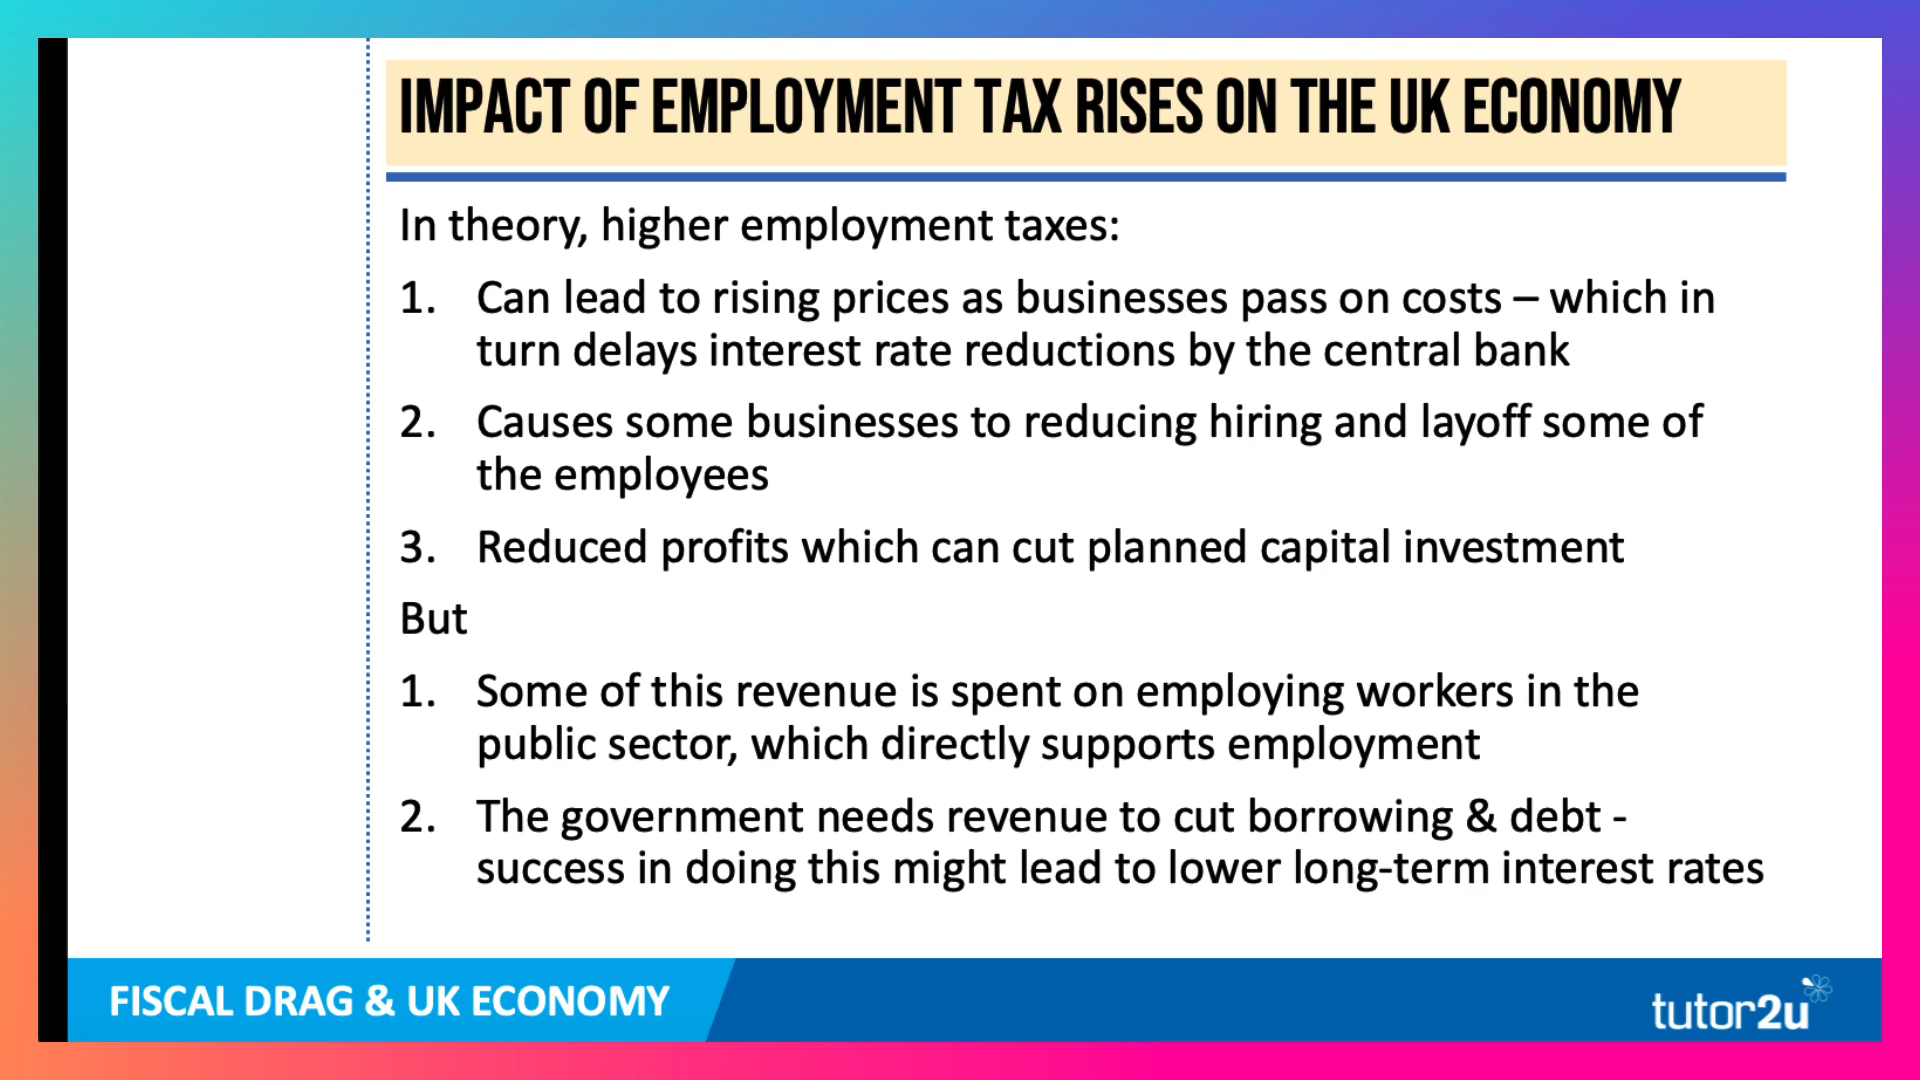 IMPACT OF EMPLOYMENT TAX RISES ON THE UK ECONOMY
In theory, higher employment taxes:
1. Can lead to rising prices as businesses pass on costs – which in
turn delays interest rate reductions by the central bank
2. Causes some businesses to reducing hiring and layoff some of
the employees
3. Reduced profits which can cut planned capital investment
But
1. Some of this revenue is spent on employing workers in the
public sector, which directly supports employment
2. The government needs revenue to cut borrowing & debt -
success in doing this might lead to lower long-term interest rates
FISCAL DRAG & UK ECONOMY
tutor2u